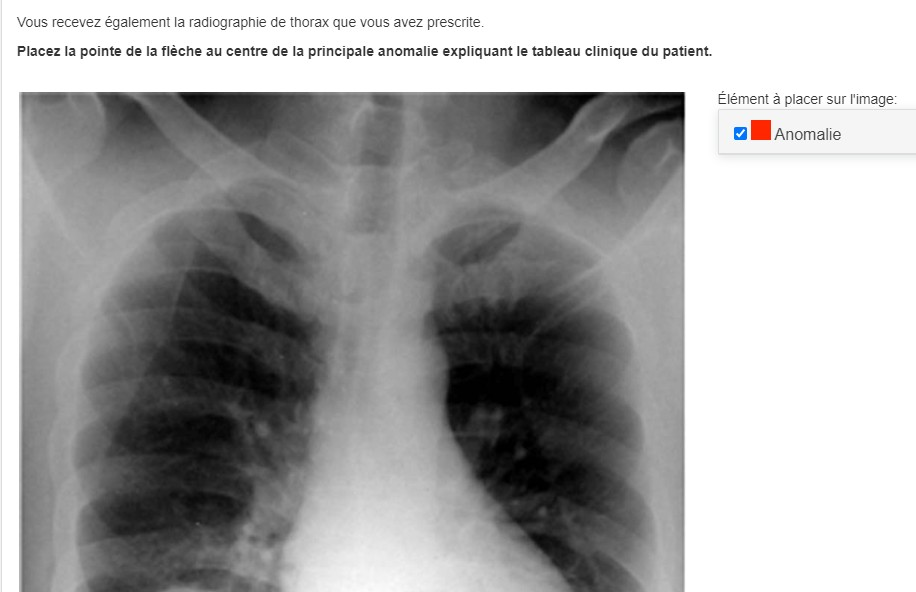 Vous recevez également la radiographie de thorax que vous avez prescrite.
Placez la pointe de la flèche au centre de la principale anomalie expliquant le tableau clinique du patient.
Élément à placer sur l'image:
Anomalie